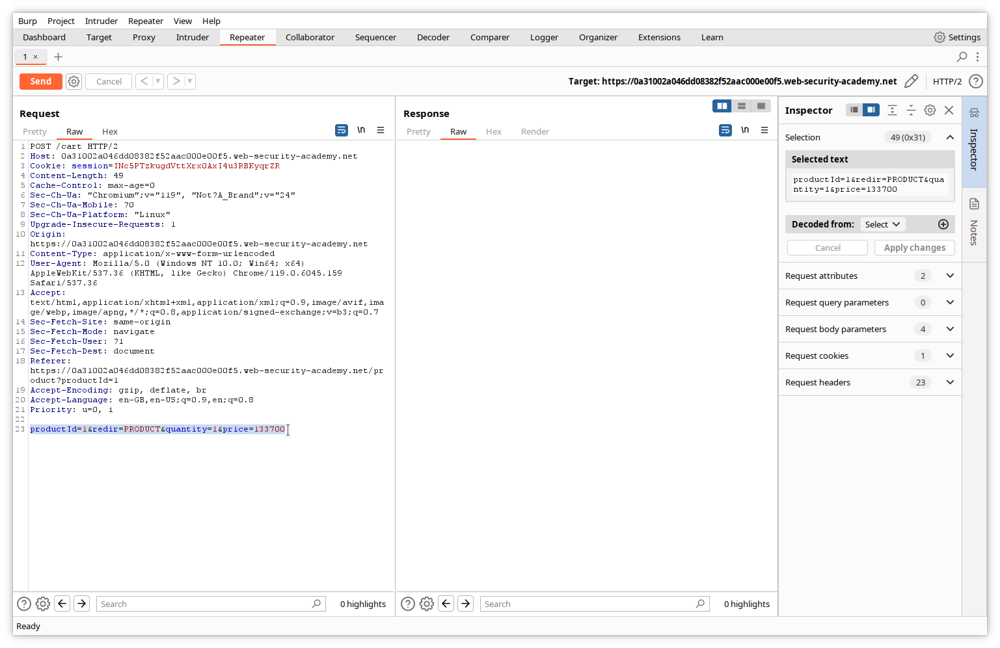 Burp Project Intruder Repeater View Help
Dashboard Target Proxy Intruder Repeater Collaborator Sequencer Decoder Comparer Logger Organizer Extensions Learn Settings
1 × +
Send Cancel < > Target: https://0a31002a046dd08382f52aac000e00f5.web-security-academy.net HTTP/2 ?
Request
Pretty Raw Hex \n
1 POST /cart HTTP/2
2 Host: 0a31002a046dd08382f52aac000e00f5.web-security-academy.net
3 Cookie: session=INc5PTzkugdVttXrxOAxI4u3RBKyqrZR
4 Content-Length: 49
5 Cache-Control: max-age=0
6 Sec-Ch-Ua: "Chromium";v="119", "Not?A_Brand";v="24"
7 Sec-Ch-Ua-Mobile: ?0
8 Sec-Ch-Ua-Platform: "Linux"
9 Upgrade-Insecure-Requests: 1
10 Origin:
https://0a31002a046dd08382f52aac000e00f5.web-security-academy.net
11 Content-Type: application/x-www-form-urlencoded
12 User-Agent: Mozilla/5.0 (Windows NT 10.0; Win64; x64)
AppleWebKit/537.36 (KHTML, like Gecko) Chrome/119.0.6045.159
Safari/537.36
13 Accept:
text/html,application/xhtml+xml,application/xml;q=0.9,image/avif,ima
ge/webp,image/apng,*/*;q=0.8,application/signed-exchange;v=b3;q=0.7
14 Sec-Fetch-Site: same-origin
15 Sec-Fetch-Mode: navigate
16 Sec-Fetch-User: ?1
17 Sec-Fetch-Dest: document
18 Referer:
https://0a31002a046dd08382f52aac000e00f5.web-security-academy.net/pr
oduct?productId=1
19 Accept-Encoding: gzip, deflate, br
20 Accept-Language: en-GB,en-US;q=0.9,en;q=0.8
21 Priority: u=0, i
22
23 productId=1&redir=PRODUCT&quantity=1&price=133700
? Search 0 highlights
Response
Pretty Raw Hex Render \n
? Search 0 highlights
Inspector
Selection 49 (0x31)
Selected text
productId=1&redir=PRODUCT&qua
ntity=1&price=133700
Decoded from: Select
Cancel Apply changes
Request attributes 2
Request query parameters 0
Request body parameters 4
Request cookies 1
Request headers 23
Inspector
Notes
Ready